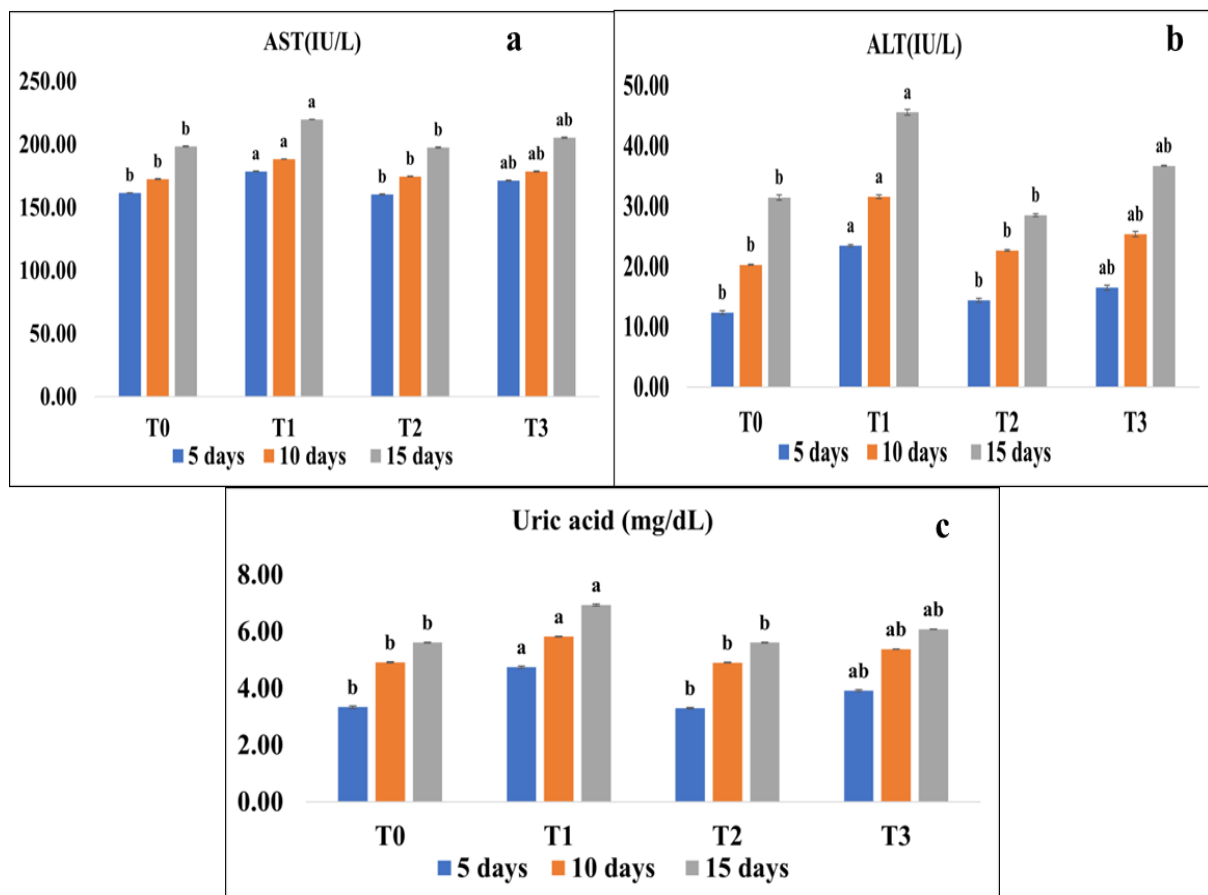 AST(IU/L)
a
250.00
200.00
150.00
100.00
50.00
0.00
b b b
a a a
b b b
ab ab ab
T0 T1 T2 T3
5 days 10 days 15 days
ALT(IU/L)
b
50.00
40.00
30.00
20.00
10.00
0.00
b b b
a a a
b b b
ab ab ab
T0 T1 T2 T3
5 days 10 days 15 days
Uric acid (mg/dL)
c
8.00
6.00
4.00
2.00
0.00
b b b
a a a
b b b
ab ab ab
T0 T1 T2 T3
5 days 10 days 15 days